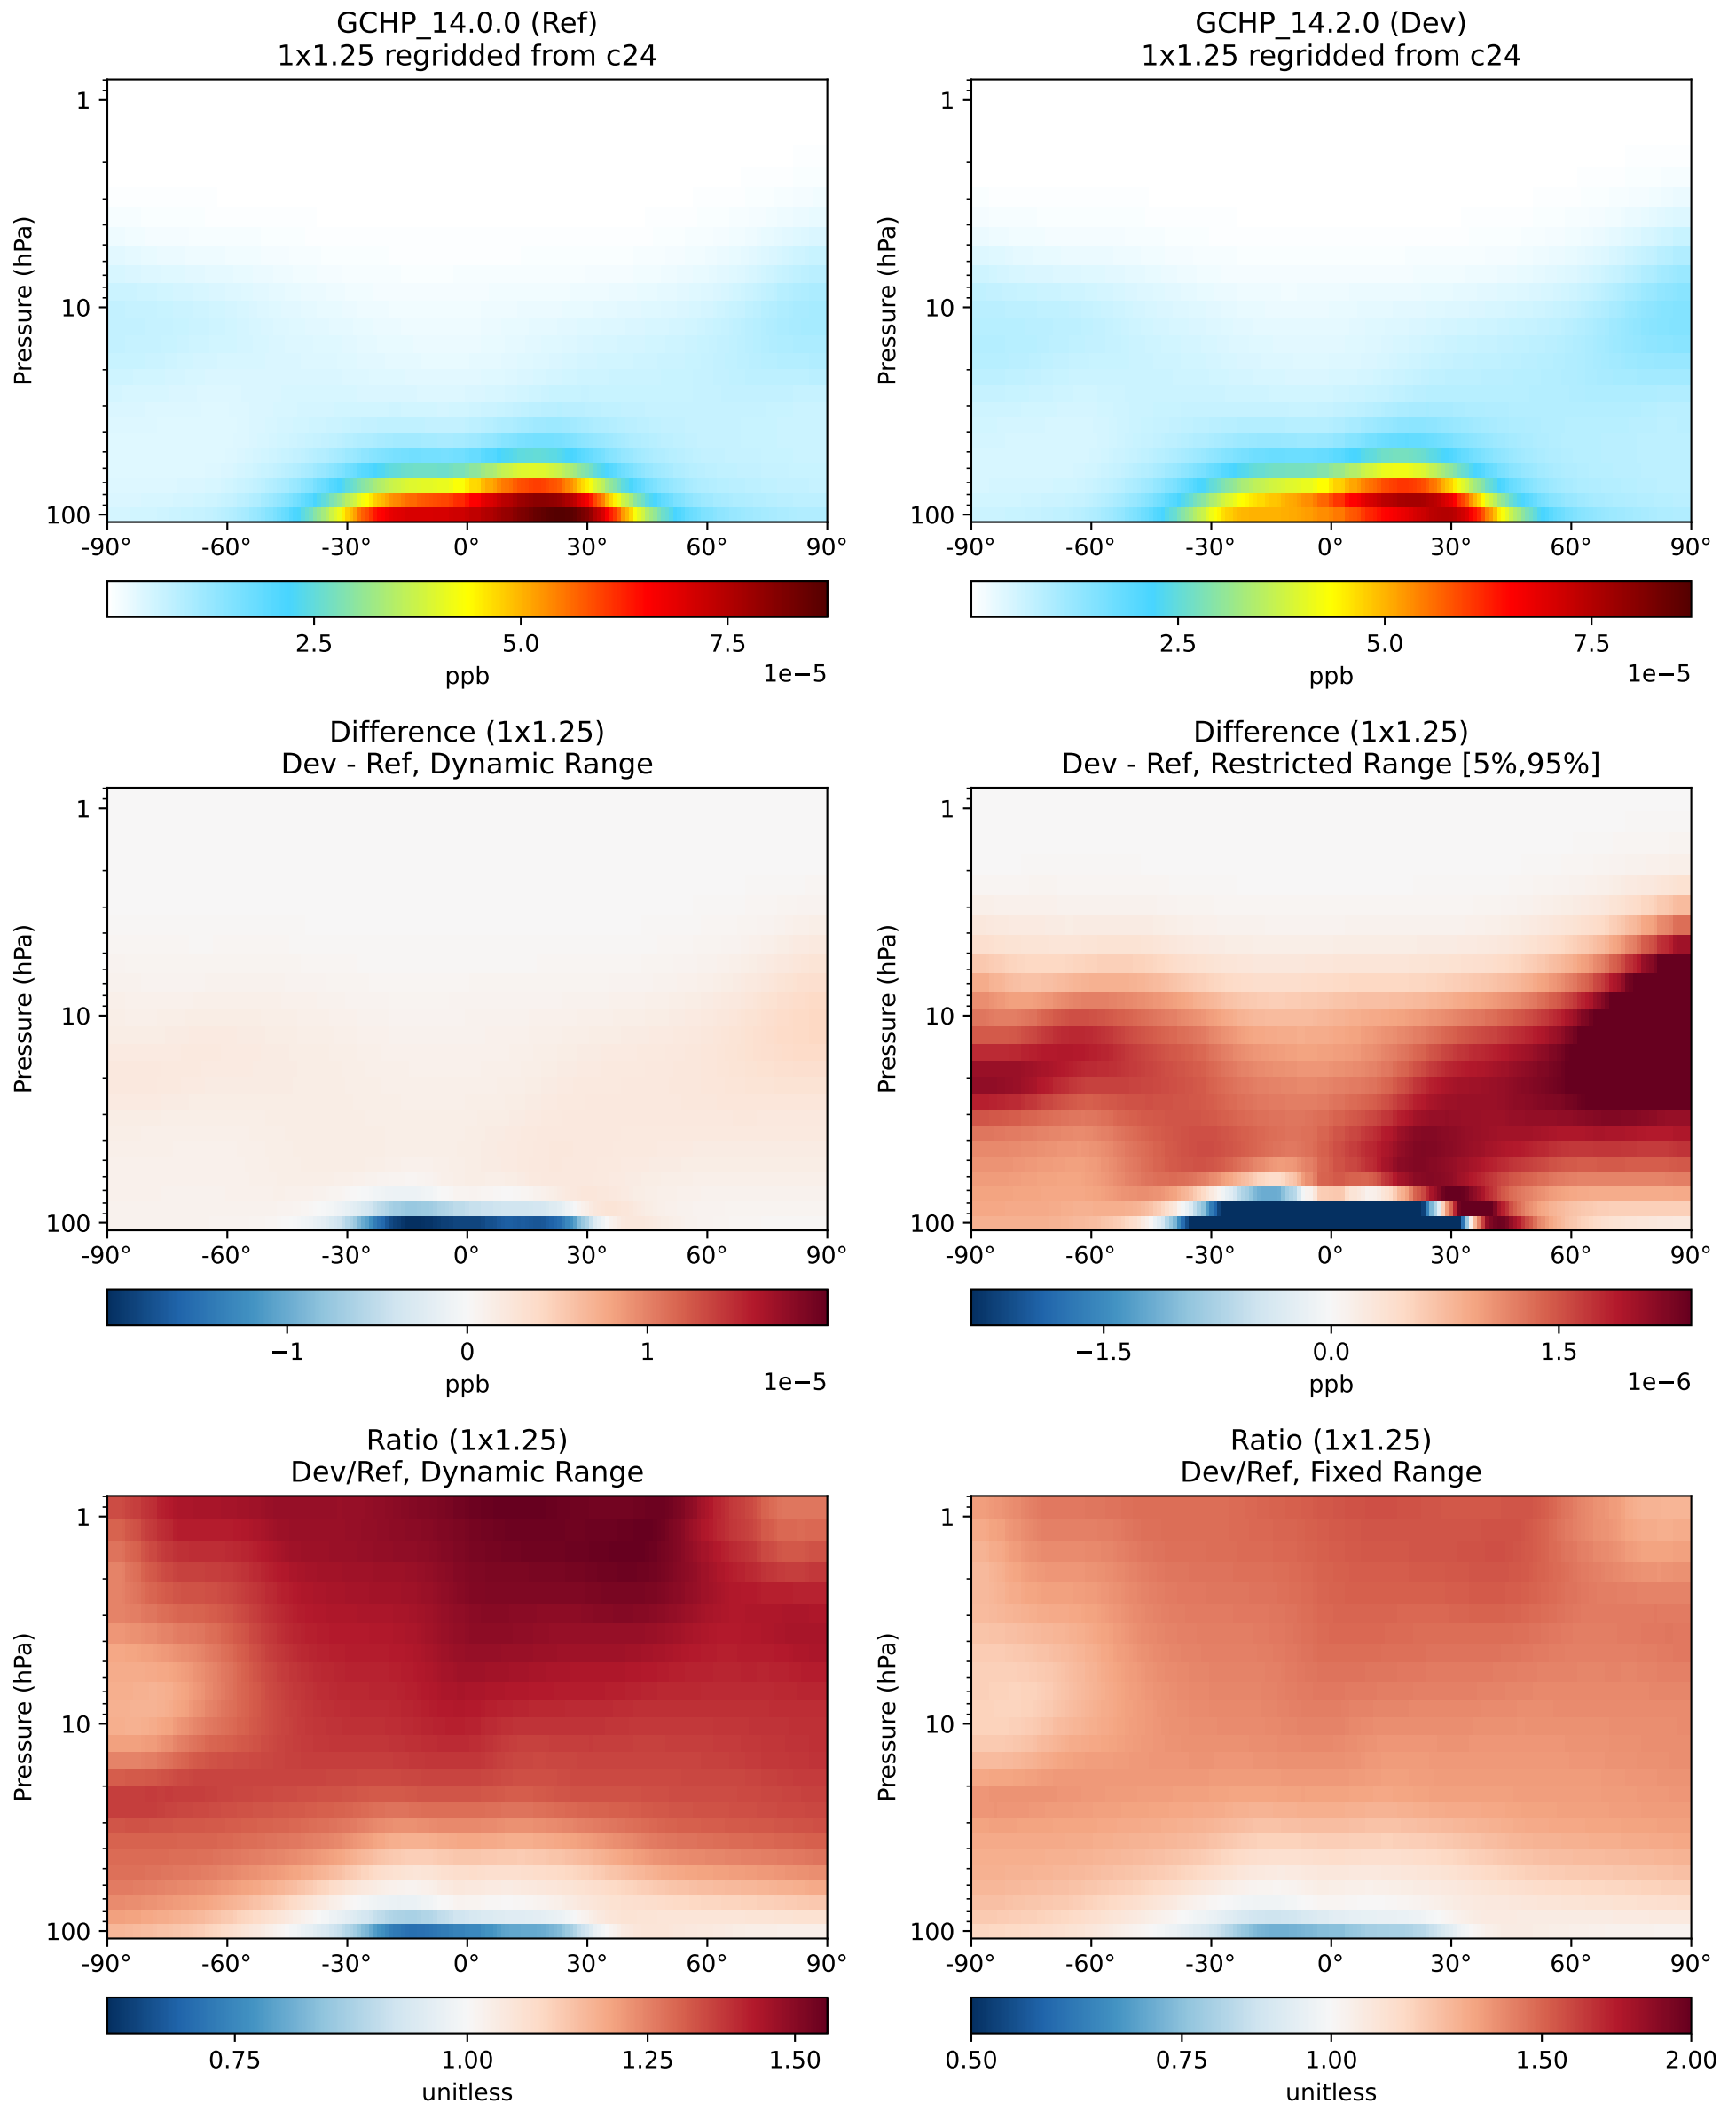 GCHP_14.0.0 (Ref)
1x1.25 regridded from c24
GCHP_14.2.0 (Dev)
1x1.25 regridded from c24
Pressure (hPa)
1
10
100
-90° -60° -30° 0° 30° 60° 90°
2.5 5.0 7.5
ppb
1e−5
Pressure (hPa)
1
10
100
-90° -60° -30° 0° 30° 60° 90°
2.5 5.0 7.5
ppb
1e−5
Difference (1x1.25)
Dev - Ref, Dynamic Range
Difference (1x1.25)
Dev - Ref, Restricted Range [5%,95%]
Pressure (hPa)
1
10
100
-90° -60° -30° 0° 30° 60° 90°
−1 0 1
ppb
1e−5
Pressure (hPa)
1
10
100
-90° -60° -30° 0° 30° 60° 90°
−1.5 0.0 1.5
ppb
1e−6
Ratio (1x1.25)
Dev/Ref, Dynamic Range
Ratio (1x1.25)
Dev/Ref, Fixed Range
Pressure (hPa)
1
10
100
-90° -60° -30° 0° 30° 60° 90°
0.75 1.00 1.25 1.50
unitless
Pressure (hPa)
1
10
100
-90° -60° -30° 0° 30° 60° 90°
0.50 0.75 1.00 1.50 2.00
unitless